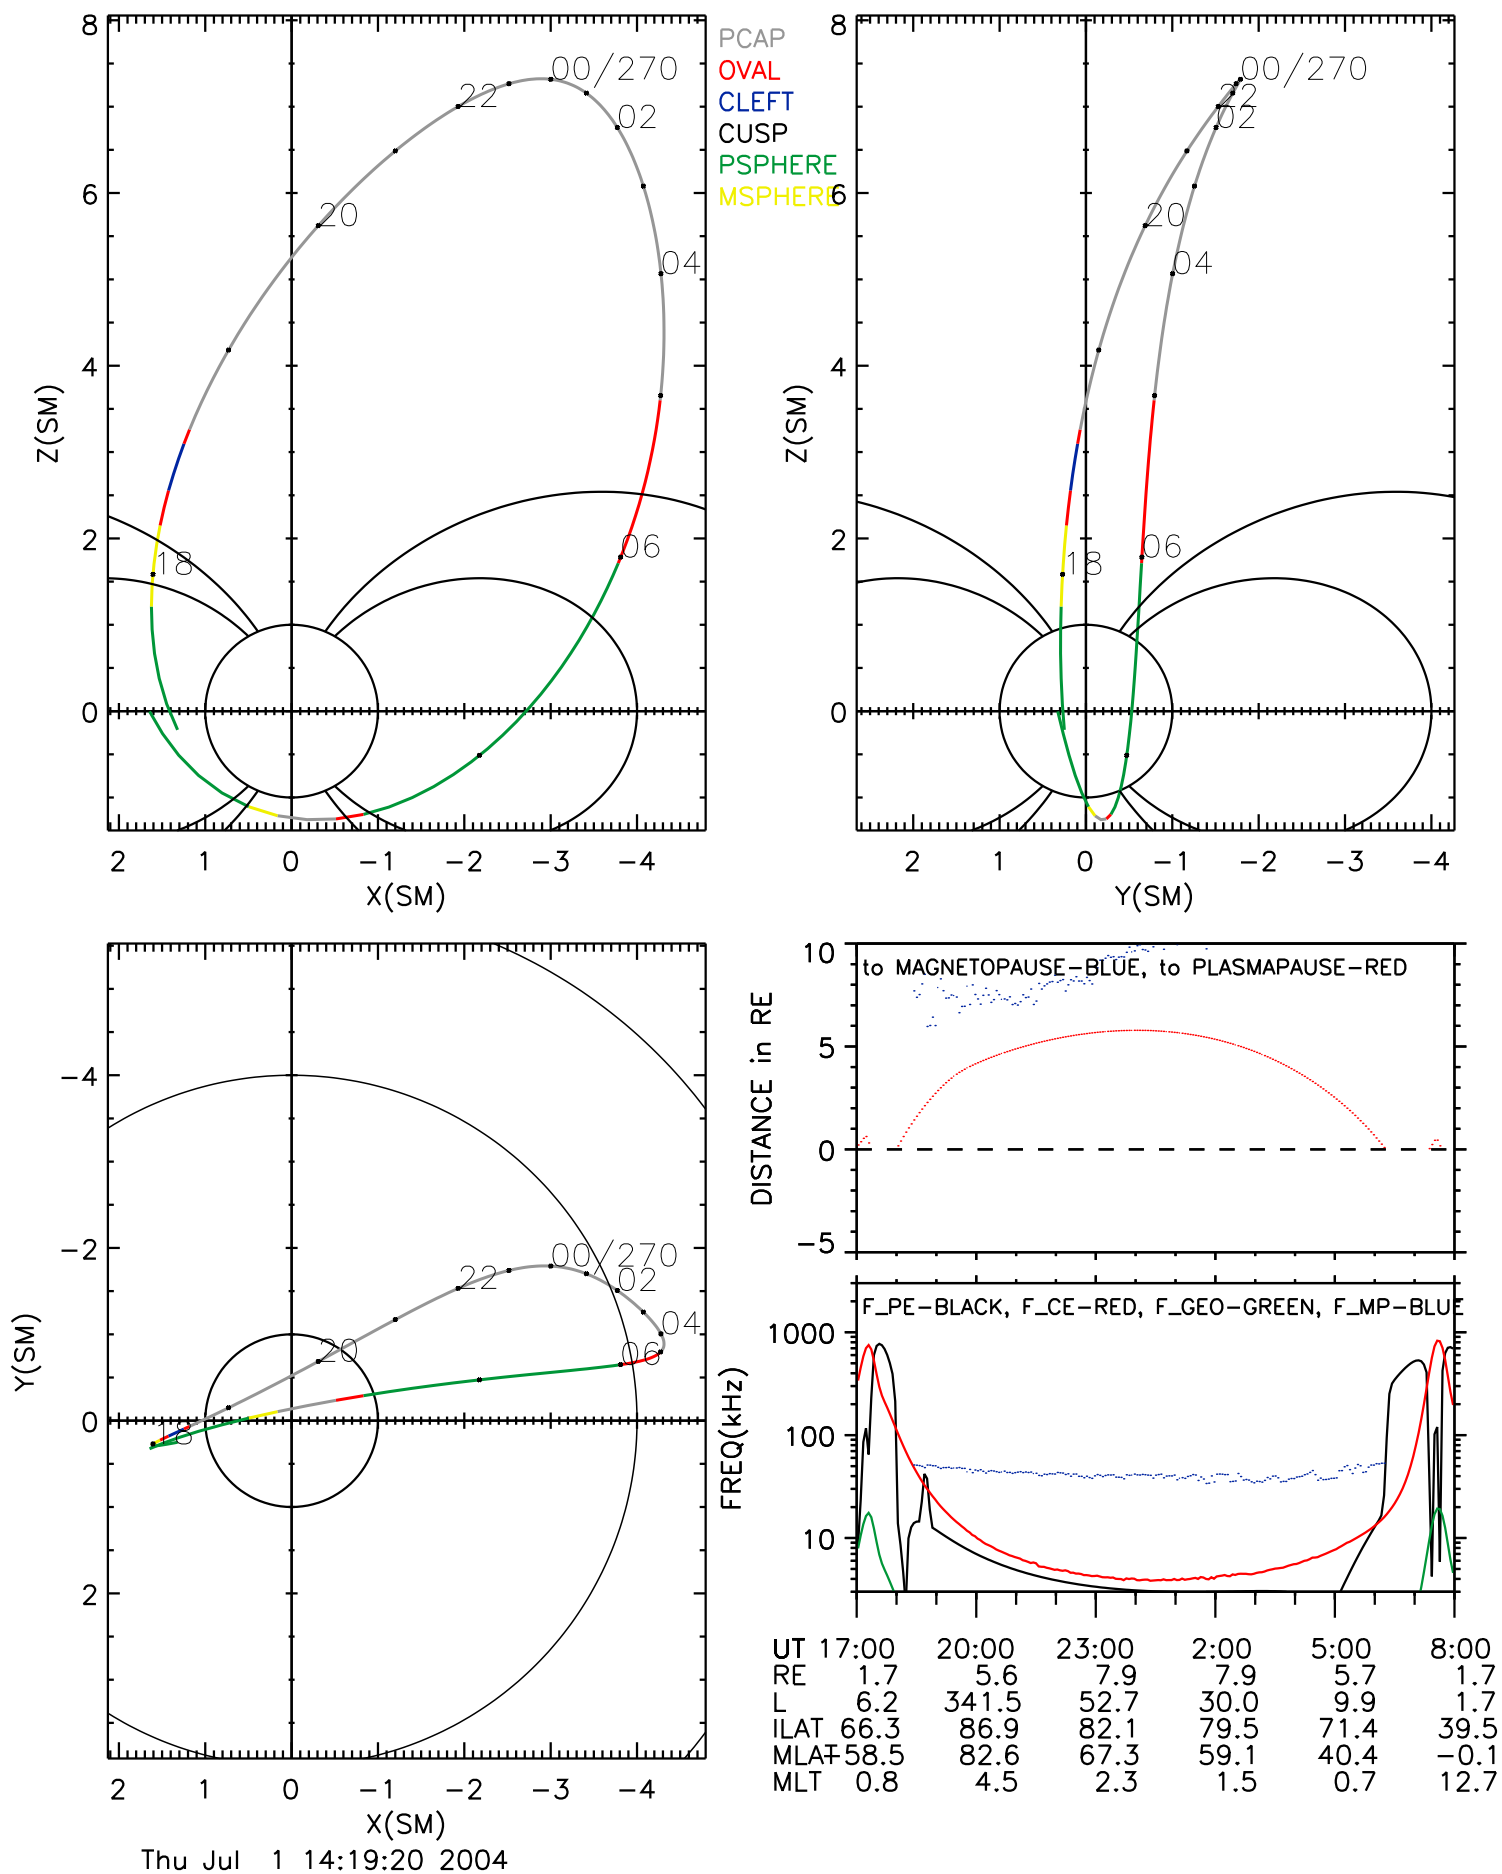 PCAP
OVAL
CLEFT
CUSP
PSPHERE
MSPHERE
8
6
4
2
0
Z(SM)
2 1 0 −1 −2 −3 −4
X(SM)
18
20
22
00/270
02
04
06
8
6
4
2
0
Z(SM)
2 1 0 −1 −2 −3 −4
Y(SM)
18
20
22
00/270
02
04
06
−4
−2
0
2
Y(SM)
2 1 0 −1 −2 −3 −4
X(SM)
18
20
22
00/270
02
04
06
to MAGNETOPAUSE−BLUE, to PLASMAPAUSE−RED
10
5
0
−5
DISTANCE in RE
F_PE−BLACK, F_CE−RED, F_GEO−GREEN, F_MP−BLUE
1000
100
10
FREQ(kHz)
UT 17:00 20:00 23:00 2:00 5:00 8:00
RE 1.7 5.6 7.9 7.9 5.7 1.7
L 6.2 341.5 52.7 30.0 9.9 1.7
ILAT 66.3 86.9 82.1 79.5 71.4 39.5
MLAT −58.5 82.6 67.3 59.1 40.4 −0.1
MLT 0.8 4.5 2.3 1.5 0.7 12.7
Thu Jul 1 14:19:20 2004